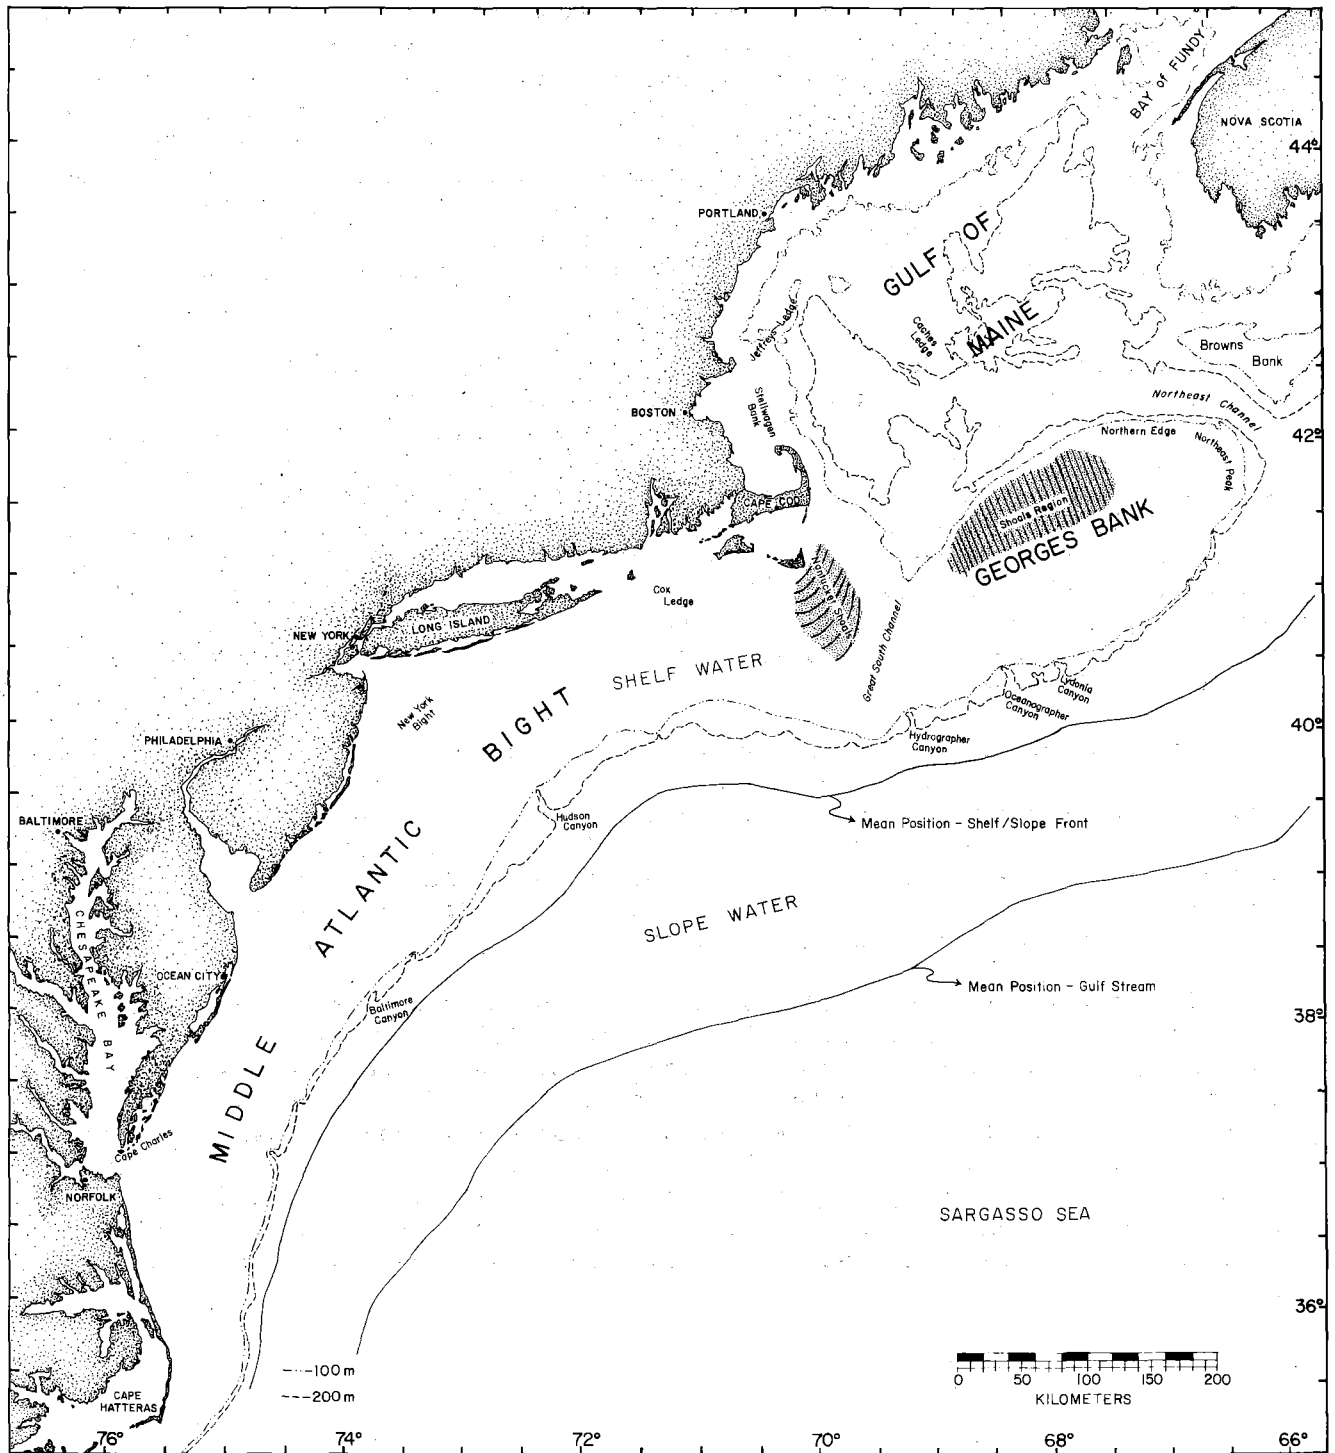 BAY OF FUNDY
NOVA SCOTIA
44°
PORTLAND
GULF OF
MAINE
Jeffreys Ledge
Caches
Ledge
Browns
Bank
Northeast Channel
BOSTON
Stellwagen
Bank
42°
Northern Edge
Northeast Peak
CAPE COD
Shoals Region
GEORGES BANK
Nantucket Shoals
Cox
Ledge
LONG ISLAND
NEW YORK
Great South Channel
SHELF WATER
Lydonia
Canyon
Oceanographer
Canyon
New York
Bight
BIGHT
40°
PHILADELPHIA
Hydrographer
Canyon
BALTIMORE
Hudson
Canyon
Mean Position - Shelf/Slope Front
ATLANTIC
SLOPE WATER
CHESAPEAKE BAY
OCEAN CITY
Mean Position - Gulf Stream
Baltimore
Canyon
38°
MIDDLE
Cape Charles
NORFOLK
SARGASSO SEA
36°
100 m
200 m
0 50 100 150 200
KILOMETERS
CAPE
HATTERAS
76° 74° 72° 70° 68° 66°